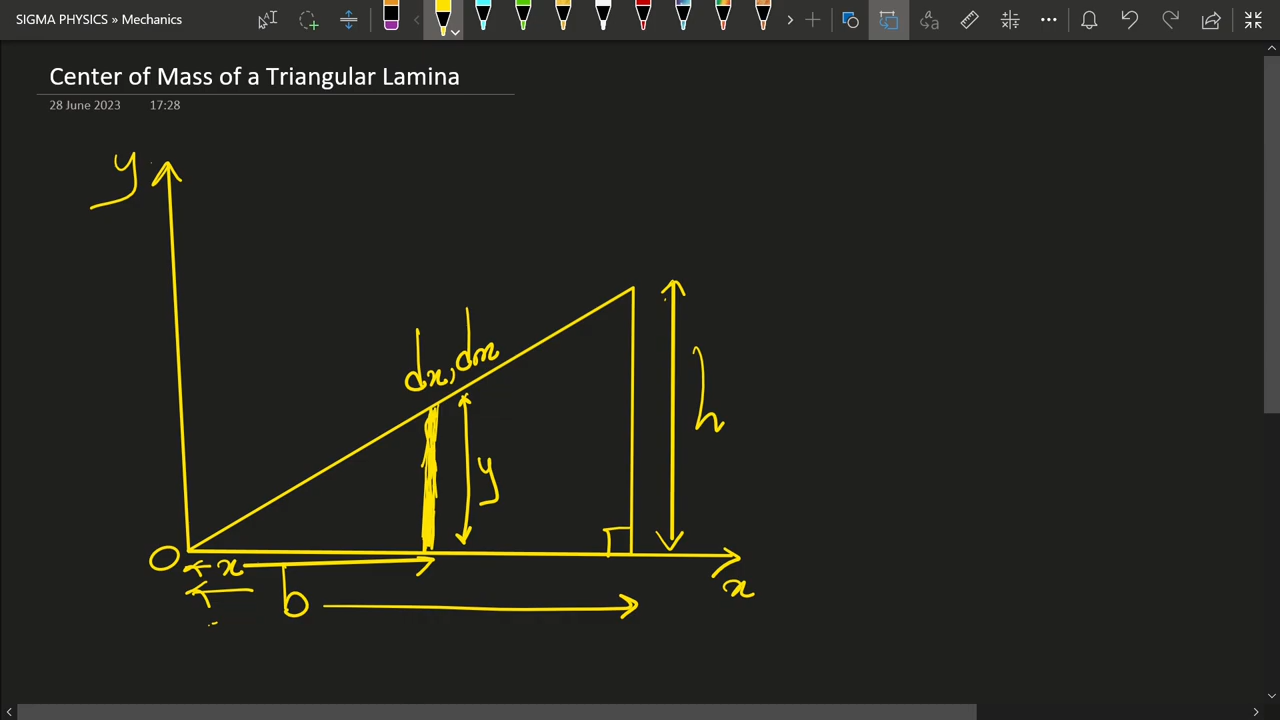 SIGMA PHYSICS » Mechanics
Center of Mass of a Triangular Lamina
28 June 2023 17:28
y
dx, dm
h
y
O
x
x
b